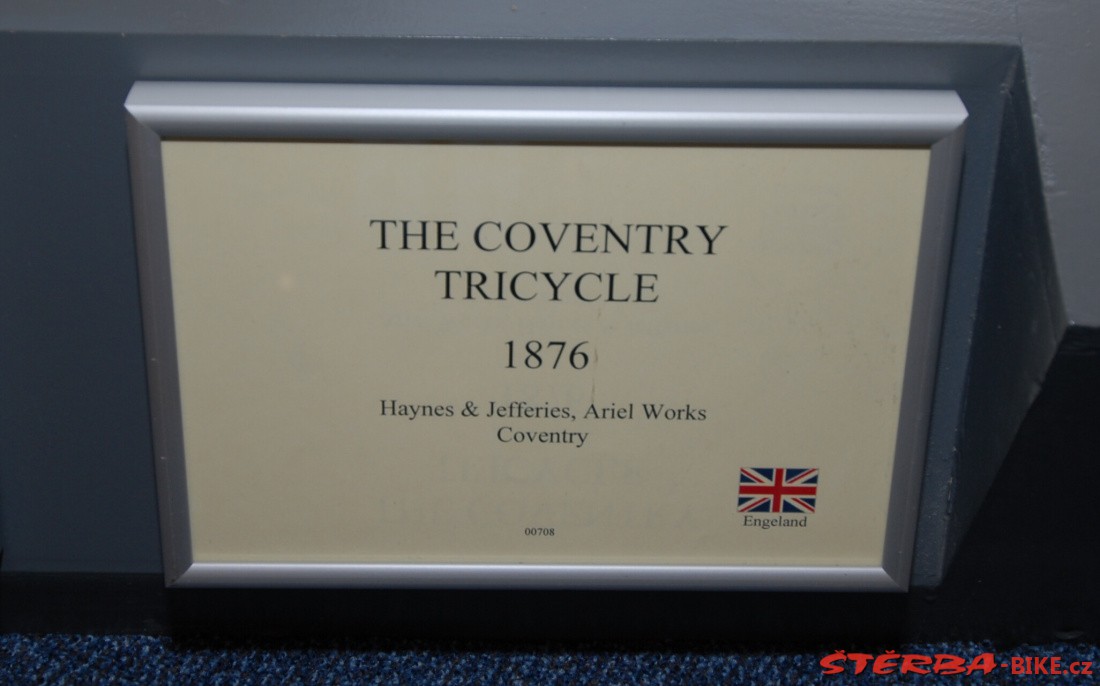 THE COVENTRY
TRICYCLE
1876
Haynes & Jefferies, Ariel Works
Coventry
Engeland
00708
ŠTĚRBA-BIKE.cz